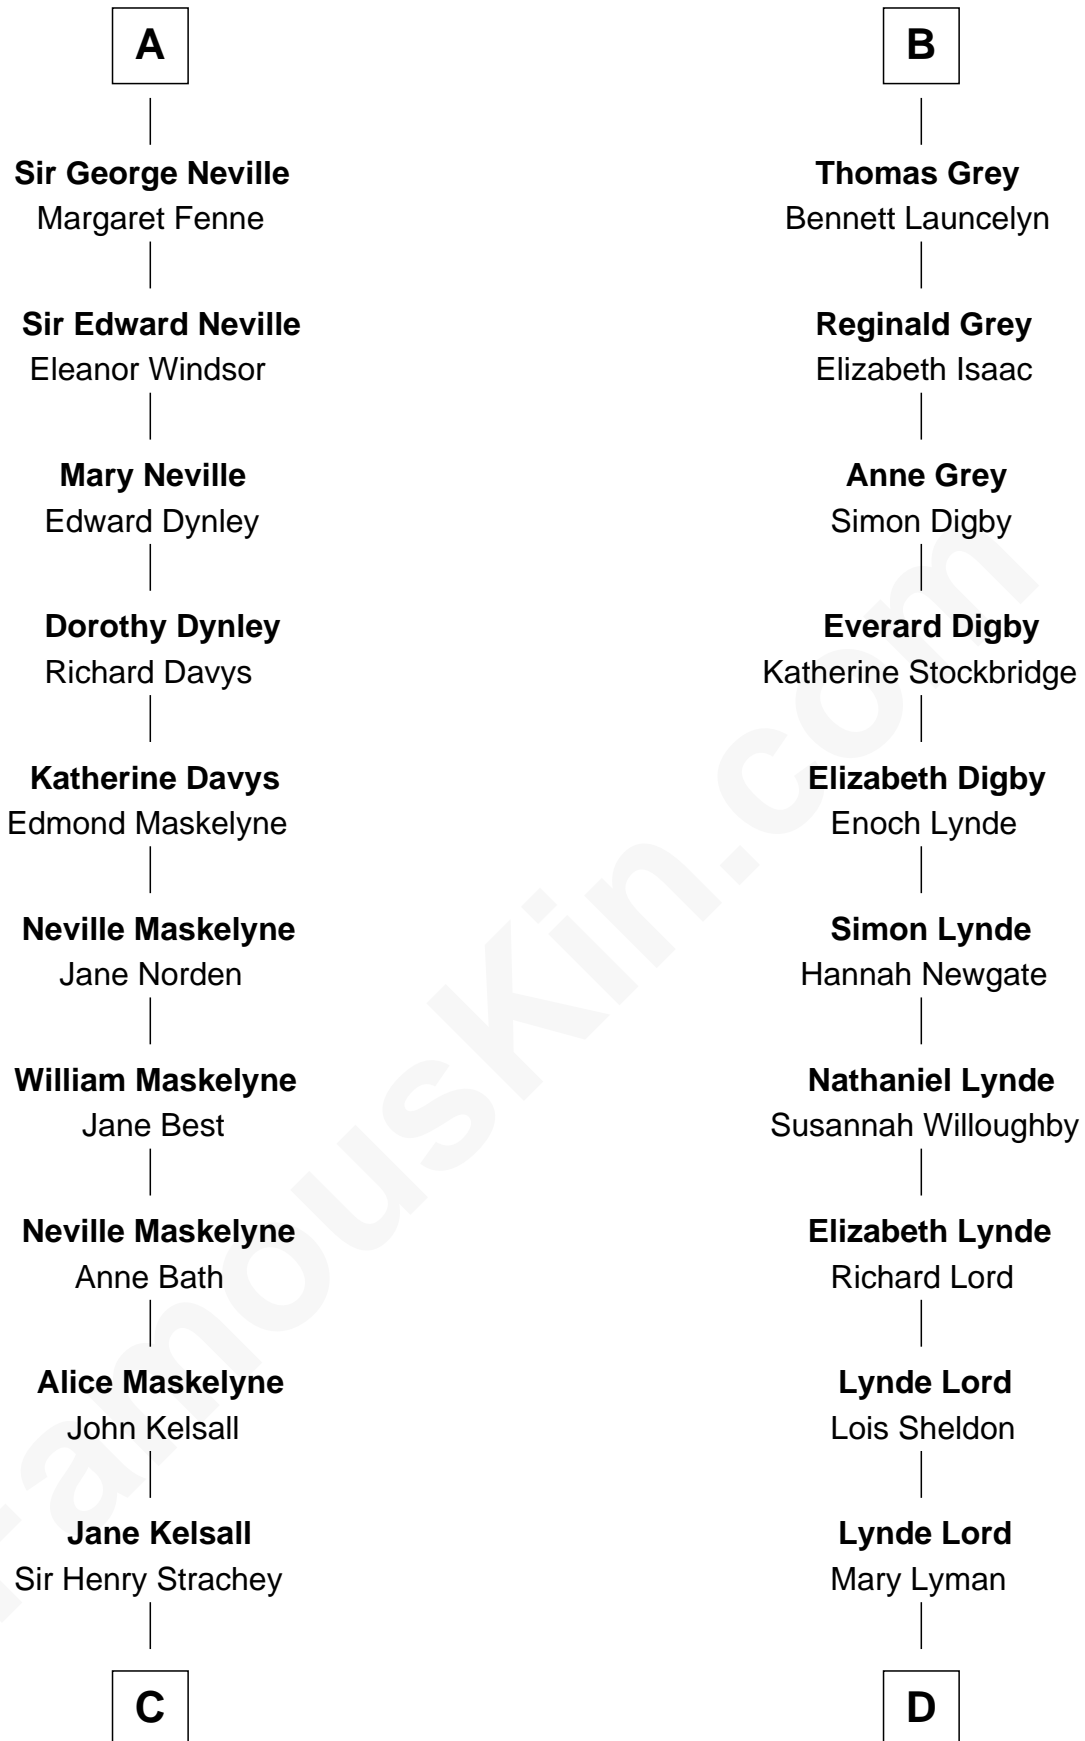 A
Sir George Neville
Margaret Fenne
Sir Edward Neville
Eleanor Windsor
Mary Neville
Edward Dynley
Dorothy Dynley
Richard Davys
Katherine Davys
Edmond Maskelyne
Neville Maskelyne
Jane Norden
William Maskelyne
Jane Best
Neville Maskelyne
Anne Bath
Alice Maskelyne
John Kelsall
Jane Kelsall
Sir Henry Strachey
C
B
Thomas Grey
Bennett Launcelyn
Reginald Grey
Elizabeth Isaac
Anne Grey
Simon Digby
Everard Digby
Katherine Stockbridge
Elizabeth Digby
Enoch Lynde
Simon Lynde
Hannah Newgate
Nathaniel Lynde
Susannah Willoughby
Elizabeth Lynde
Richard Lord
Lynde Lord
Lois Sheldon
Lynde Lord
Mary Lyman
D
FamousKin.com